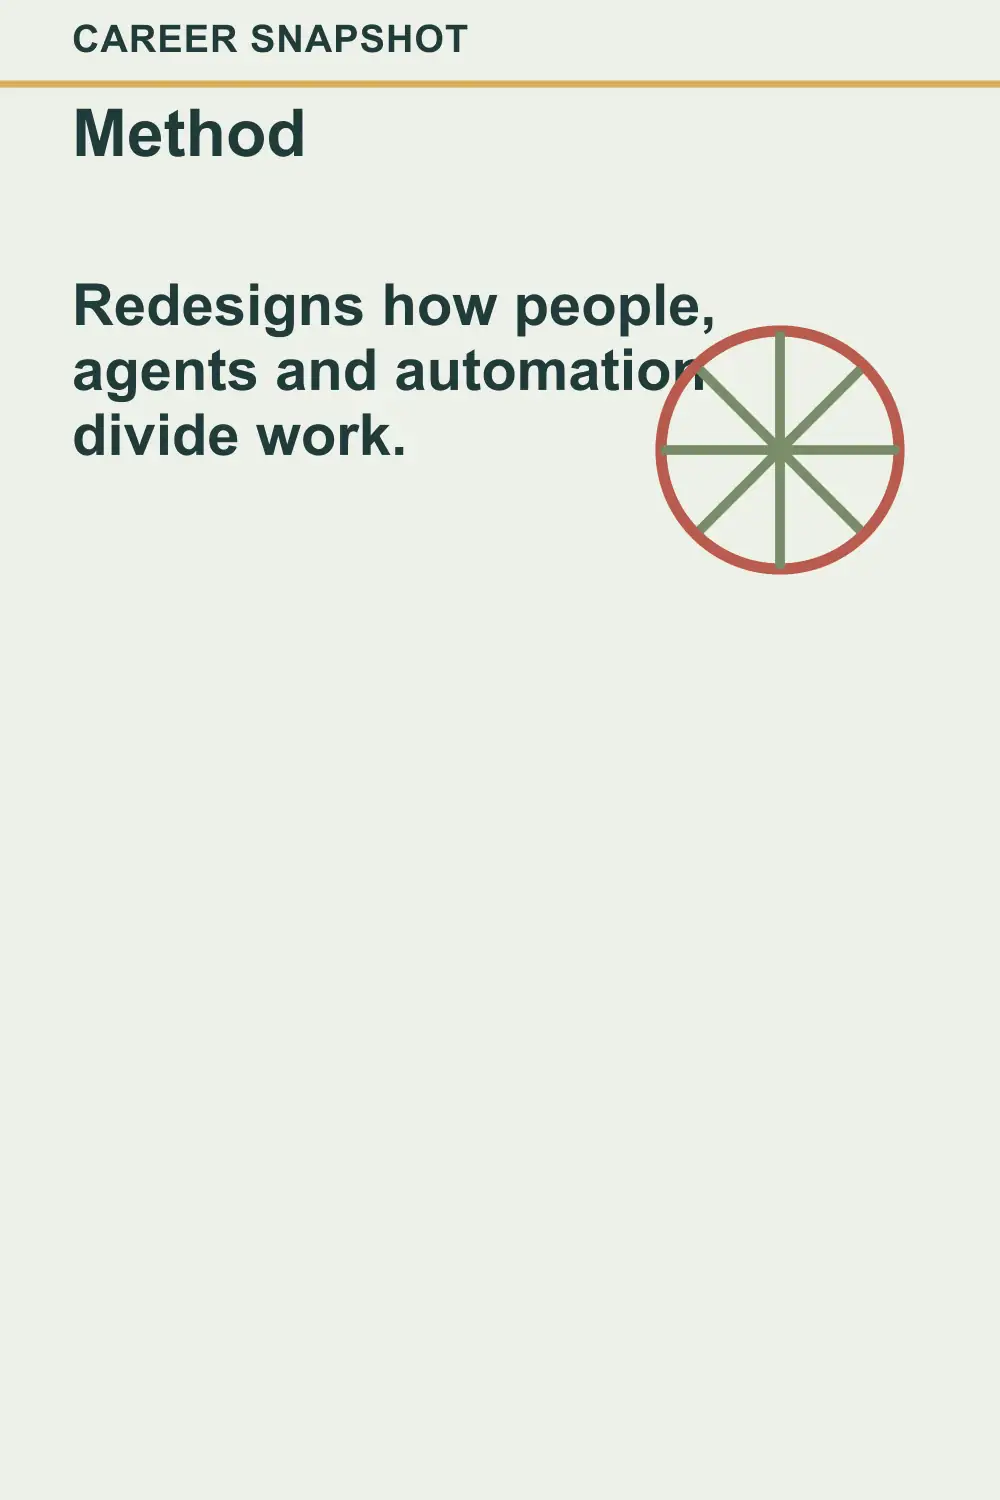 CAREER SNAPSHOT
Method
Redesigns how people,
agents and automation
divide work.